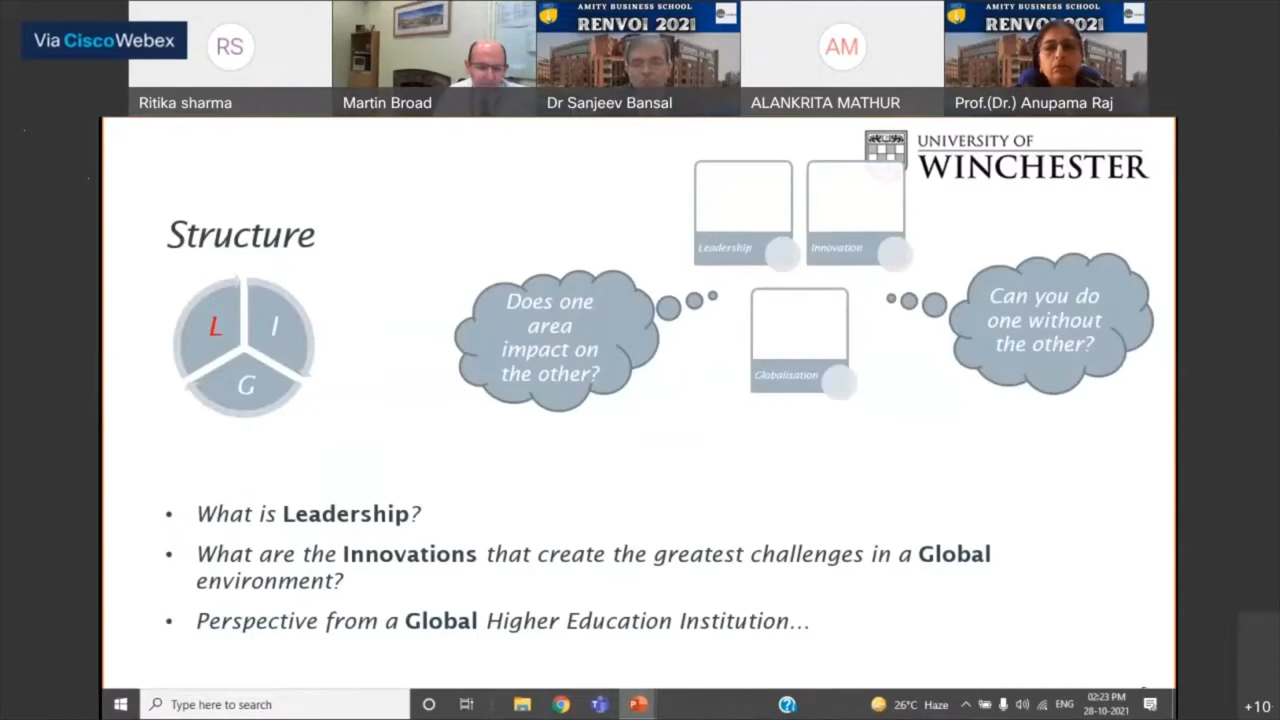 Via CiscoWebex
RS
AMITY BUSINESS SCHOOL
RENVOI 2021
AM
AMITY BUSINESS SCHOOL
RENVOI 2021
Ritika sharma
Martin Broad
Dr Sanjeev Bansal
ALANKRITA MATHUR
Prof.(Dr.) Anupama Raj
UNIVERSITY OF
WINCHESTER
Structure
L
I
G
Does one
area
impact on
the other?
Leadership
Innovation
Globalisation
Can you do
one without
the other?
• What is Leadership?
• What are the Innovations that create the greatest challenges in a Global
environment?
• Perspective from a Global Higher Education Institution...
Type here to search
26°C Haze
ENG
02:23 PM
28-10-2021
+10